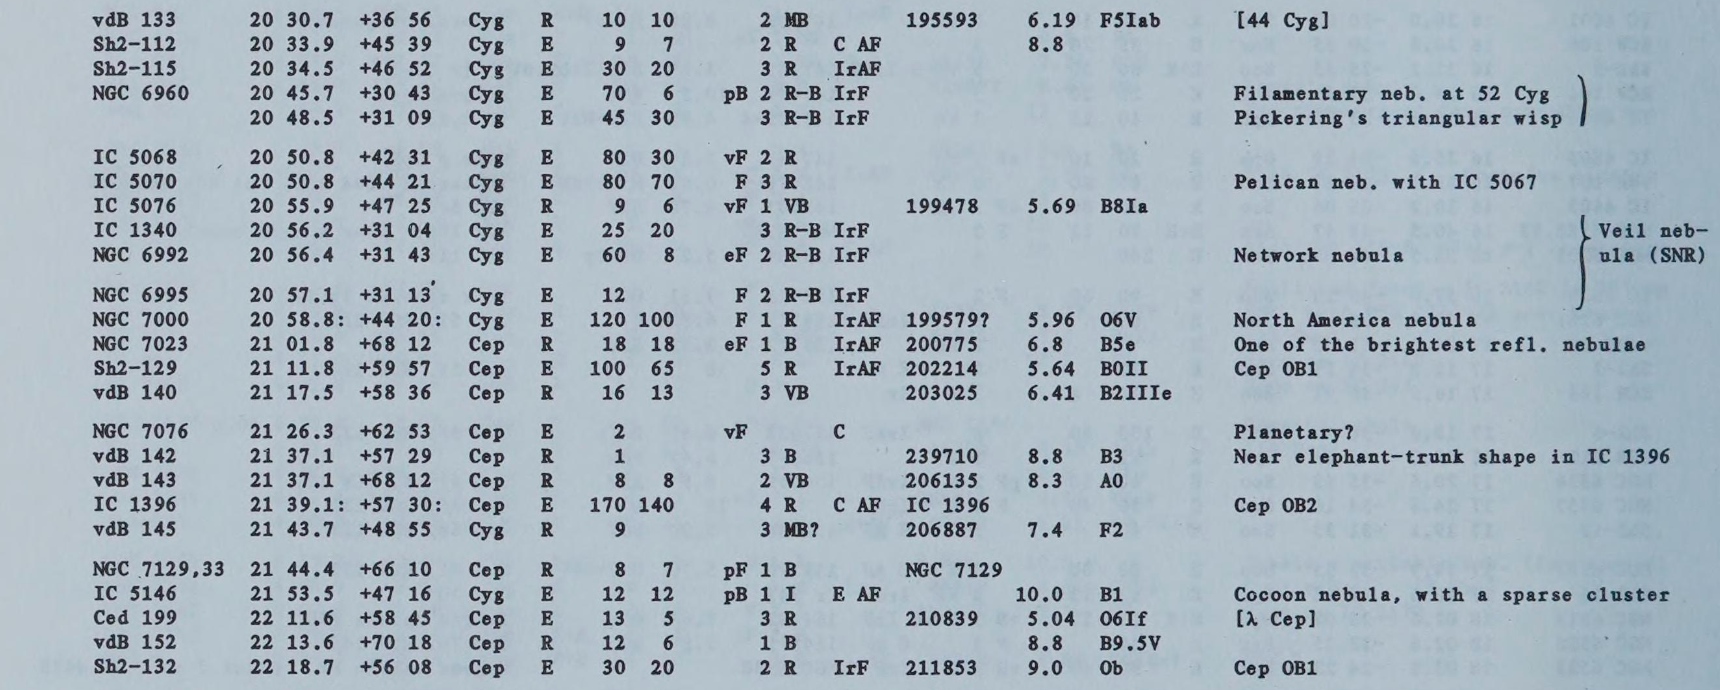 vdB 133 20 30.7 +36 56 Cyg R 10 10 2 MB 195593 6.19 F5Iab [44 Cyg]
Sh2-112 20 33.9 +45 39 Cyg E 9 7 2 R C AF 8.8
Sh2-115 20 34.5 +46 52 Cyg E 30 20 3 R IrAF
NGC 6960 20 45.7 +30 43 Cyg E 70 6 pB 2 R-B IrF Filamentary neb. at 52 Cyg
20 48.5 +31 09 Cyg E 45 30 3 R-B IrF Pickering's triangular wisp
IC 5068 20 50.8 +42 31 Cyg E 80 30 vF 2 R
IC 5070 20 50.8 +44 21 Cyg E 80 70 F 3 R Pelican neb. with IC 5067
IC 5076 20 55.9 +47 25 Cyg R 9 6 vF 1 VB 199478 5.69 B8Ia
IC 1340 20 56.2 +31 04 Cyg E 25 20 3 R-B IrF Veil neb-
NGC 6992 20 56.4 +31 43 Cyg E 60 8 eF 2 R-B IrF Network nebula ula (SNR)
NGC 6995 20 57.1 +31 13 Cyg E 12 F 2 R-B IrF
NGC 7000 20 58.8: +44 20: Cyg E 120 100 F 1 R IrAF 199579? 5.96 O6V North America nebula
NGC 7023 21 01.8 +68 12 Cep R 18 18 eF 1 B IrAF 200775 6.8 B5e One of the brightest refl. nebulae
Sh2-129 21 11.8 +59 57 Cep E 100 65 5 R IrAF 202214 5.64 B0II Cep OB1
vdB 140 21 17.5 +58 36 Cep R 16 13 3 VB 203025 6.41 B2IIIe
NGC 7076 21 26.3 +62 53 Cep E 2 vF C Planetary?
vdB 142 21 37.1 +57 29 Cep R 1 3 B 239710 8.8 B3 Near elephant-trunk shape in IC 1396
vdB 143 21 37.1 +68 12 Cep R 8 8 2 VB 206135 8.3 A0
IC 1396 21 39.1: +57 30: Cep E 170 140 4 R C AF IC 1396 Cep OB2
vdB 145 21 43.7 +48 55 Cyg R 9 3 MB? 206887 7.4 F2
NGC 7129,33 21 44.4 +66 10 Cep R 8 7 pF 1 B NGC 7129
IC 5146 21 53.5 +47 16 Cyg E 12 12 pB 1 I E AF 10.0 B1 Cocoon nebula, with a sparse cluster
Ced 199 22 11.6 +58 45 Cep E 13 5 3 R 210839 5.04 O6If [λ Cep]
vdB 152 22 13.6 +70 18 Cep R 12 6 1 B 8.8 B9.5V
Sh2-132 22 18.7 +56 08 Cep E 30 20 2 R IrF 211853 9.0 Ob Cep OB1